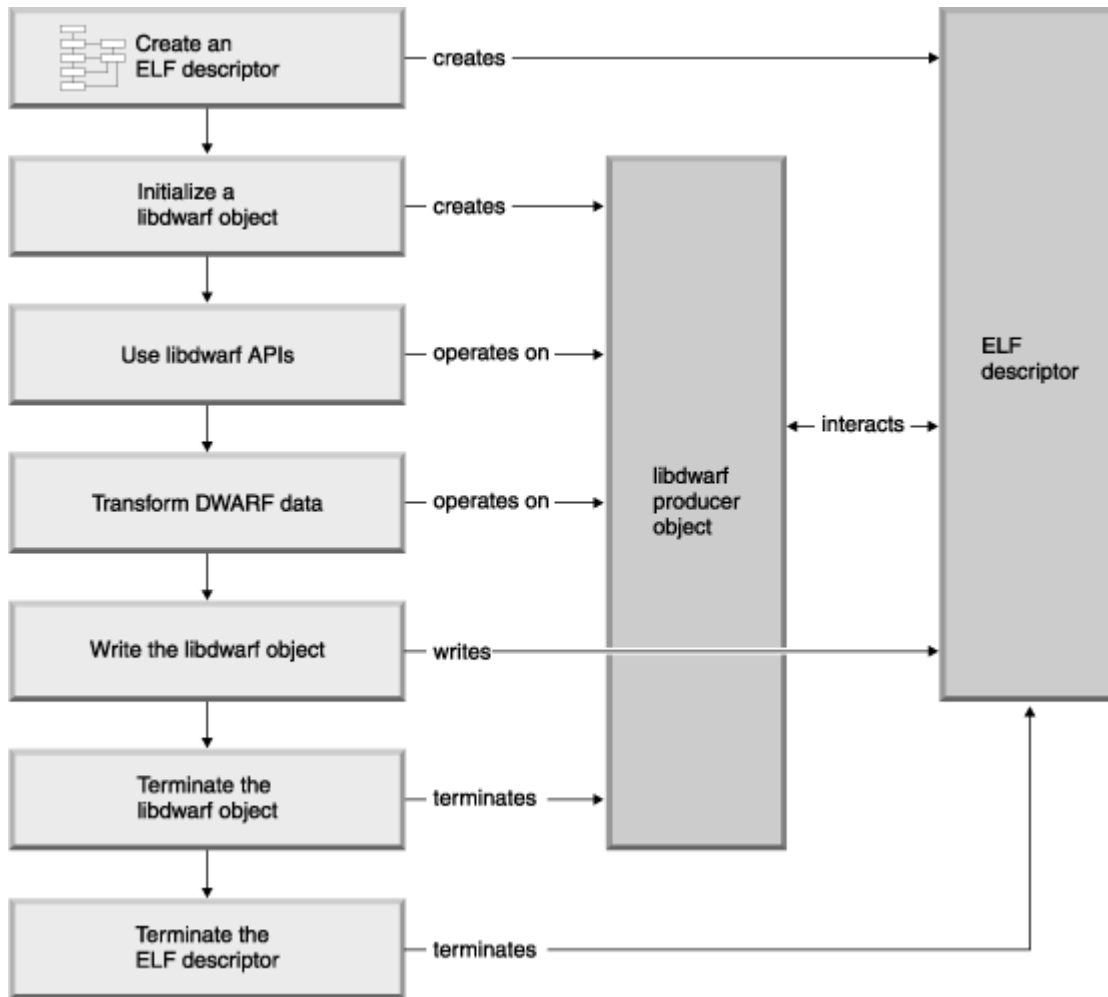 Create an
ELF descriptor
creates
Initialize a
libdwarf object
creates
Use libdwarf APIs
operates on
ELF
descriptor
interacts
Transform DWARF data
operates on
libdwarf
producer
object
Write the libdwarf object
writes
Terminate the
libdwarf object
terminates
Terminate the
ELF descriptor
terminates